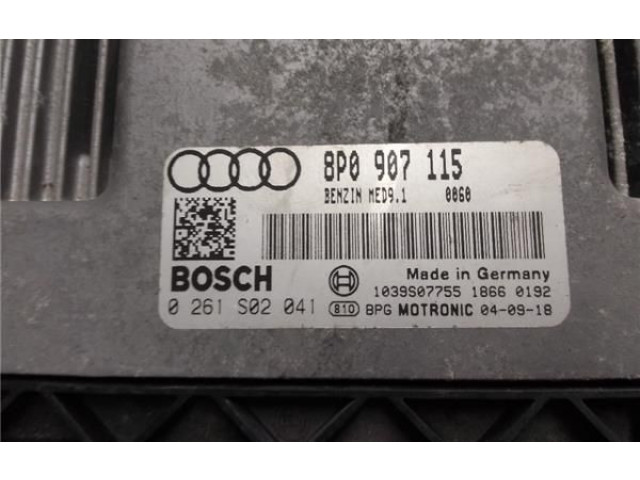 8P0 907 115
BENZIN MED9.1 0060
BOSCH
Made in Germany
0 261 S02 041
1039S07755 1866 0192
810 BPG MOTRONIC 04-09-18